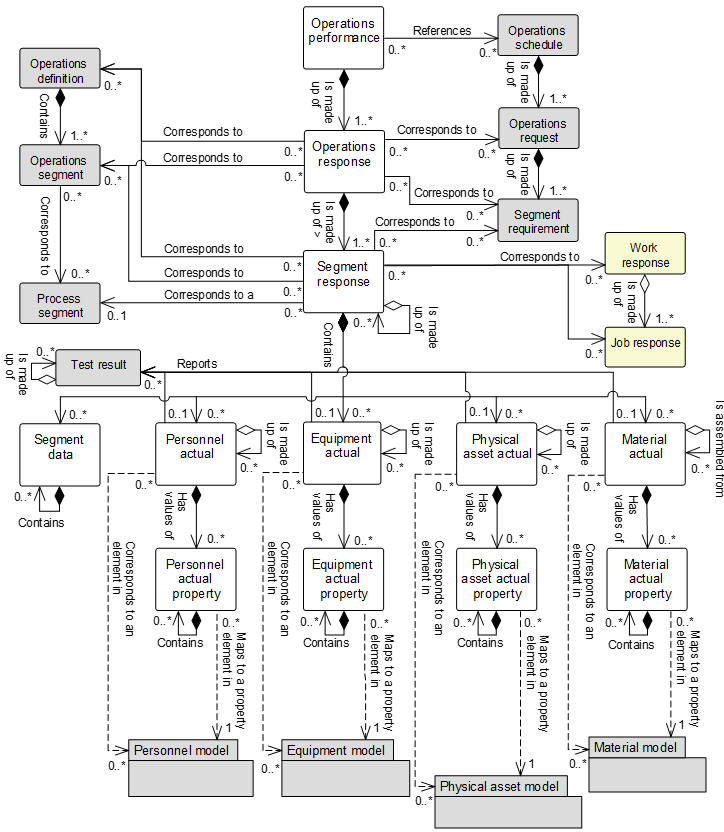 Operations
performance
References
0..*
Operations
schedule
Operations
definition
0..*
Is made
up of
Is made
up of
Contains
1..*
1..*
1..*
Operations
segment
0..*
0..*
Corresponds to
Corresponds to
0..*
0..*
Operations
response
0..*
0..*
Corresponds to
0..*
Operations
request
Is made
up of
1..*
Corresponds to
Is made
up of >
1..*
Corresponds to
0..*
Corresponds to
0..*
0..*
Segment
requirement
0..*
Process
segment
0..1
Corresponds to
Corresponds to
Corresponds to a
0..*
0..*
0..*
Segment
response
0..*
Corresponds to
0..*
0..*
Work
response
Is made
up of
1..*
Job response
0..*
Is made
up of
Contains
0..*
Is made
up of
0..*
Test result
0..*
Reports
0..*
0..*
0..1
0..*
0..1
0..*
0..1
0..*
0..1
0..*
Segment
data
0..*
Contains
Personnel
actual
Is made
up of
0..*
0..*
Equipment
actual
Is made
up of
0..*
0..*
Physical
asset actual
Is made
up of
0..*
0..*
Material
actual
Is assembled from
0..*
0..*
Has
values of
0..*
Has
values of
0..*
Has
values of
0..*
Has
values of
0..*
Corresponds to an
element in
Personnel
actual
property
0..*
Contains
0..*
Maps to a property
element in
1
Corresponds to an
element in
Equipment
actual
property
0..*
Contains
0..*
Maps to a property
element in
1
Corresponds to an
element in
Physical
asset actual
property
0..*
Contains
0..*
Maps to a property
element in
1
Corresponds to an
element in
Material
actual
property
0..*
Contains
0..*
Maps to a property
element in
1
Personnel model
0..*
Equipment model
0..*
Physical asset model
0..*
Material model
0..*